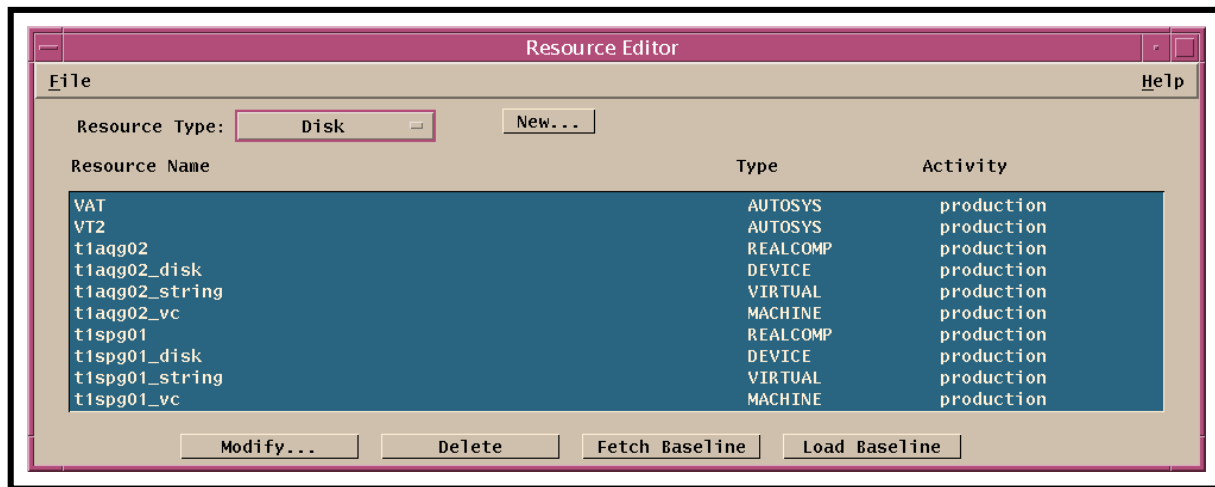 Resource Editor
File Help
Resource Type: Disk New...
Resource Name Type Activity
VAT AUTOSYS production
VT2 AUTOSYS production
t1aqg02 REALCOMP production
t1aqg02_disk DEVICE production
t1aqg02_string VIRTUAL production
t1aqg02_vc MACHINE production
t1spg01 REALCOMP production
t1spg01_disk DEVICE production
t1spg01_string VIRTUAL production
t1spg01_vc MACHINE production
Modify... Delete Fetch Baseline Load Baseline